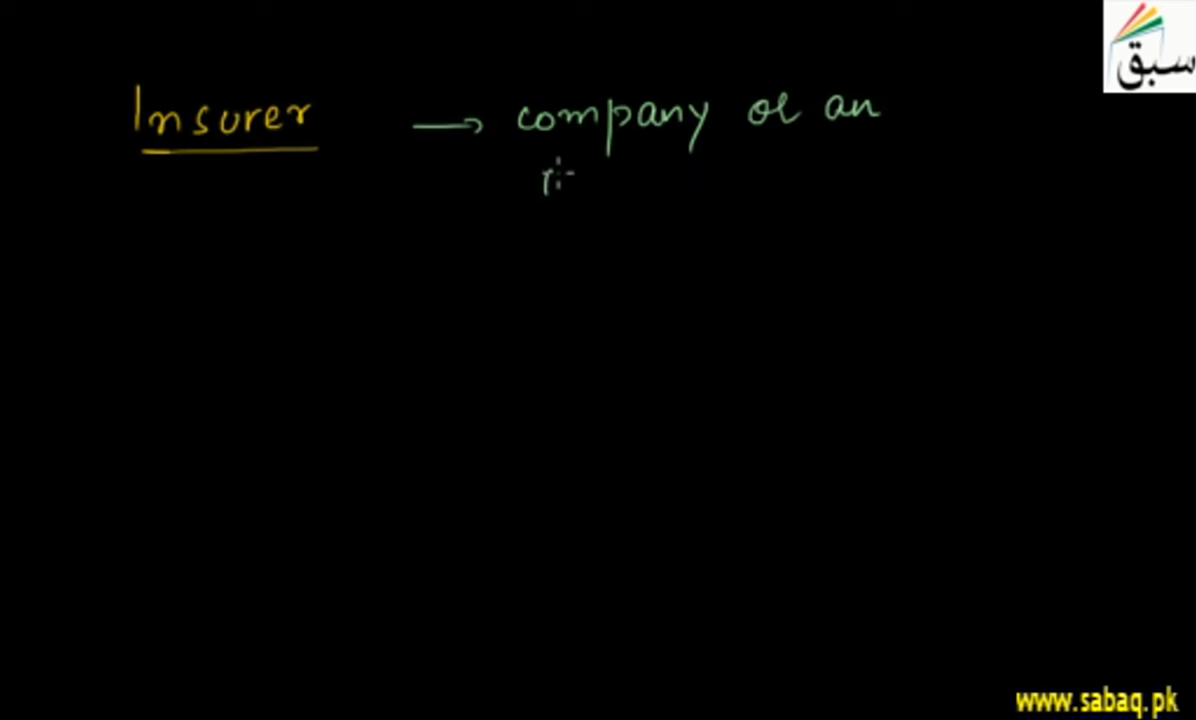 سبق
Insurer → company or an
www.sabaq.pk